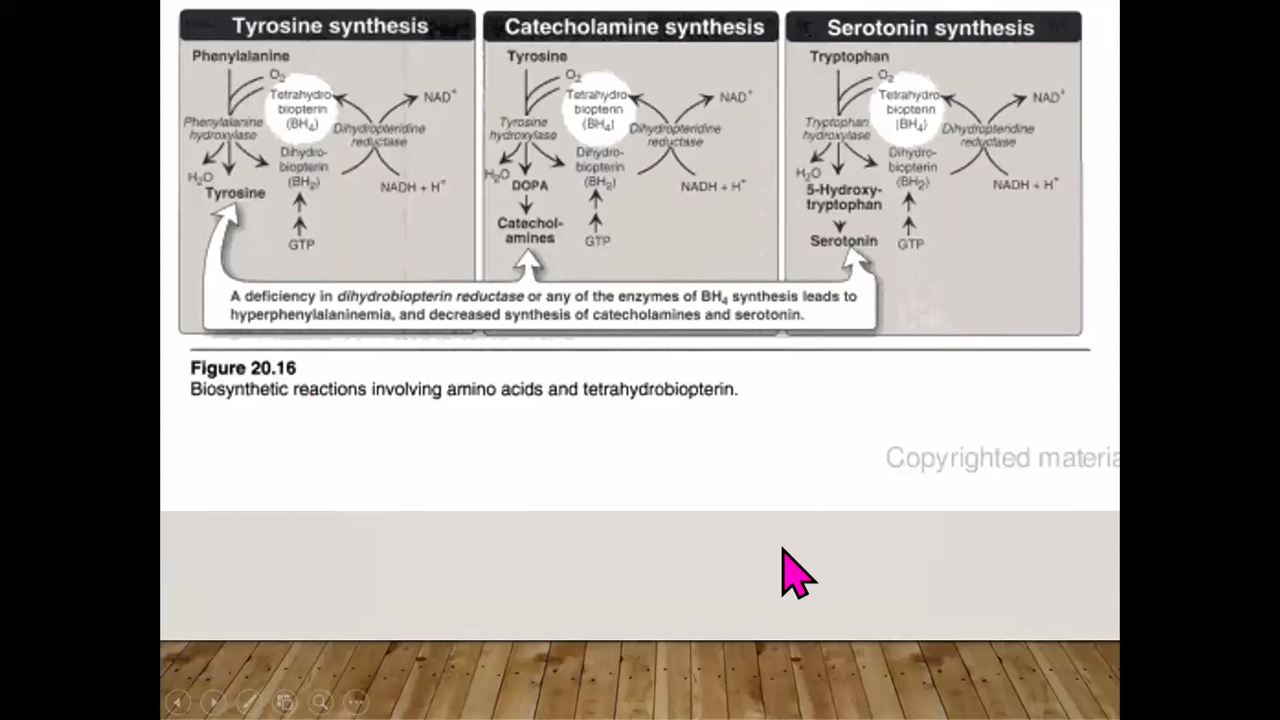 Tyrosine synthesis
Phenylalanine
O2
Tetrahydro
biopterin
(BH4)
NAD+
Phenylalanine
hydroxylase
Dihydropteridine
reductase
H2O
Tyrosine
Dihydro-
biopterin
(BH2)
NADH + H+
GTP
Catecholamine synthesis
Tyrosine
O2
Tetrahydro
biopterin
(BH4)
NAD+
Tyrosine
hydroxylase
Dihydropteridine
reductase
H2O
DOPA
Dihydro-
biopterin
(BH2)
NADH + H+
Catechol-
amines
GTP
Serotonin synthesis
Tryptophan
O2
Tetrahydro
biopterin
(BH4)
NAD+
Tryptophan
hydroxylase
Dihydropteridine
reductase
H2O
5-Hydroxy-
tryptophan
Dihydro-
biopterin
(BH2)
NADH + H+
Serotonin
GTP
A deficiency in dihydrobiopterin reductase or any of the enzymes of BH4 synthesis leads to
hyperphenylalaninemia, and decreased synthesis of catecholamines and serotonin.
Figure 20.16
Biosynthetic reactions involving amino acids and tetrahydrobiopterin.
Copyrighted materia